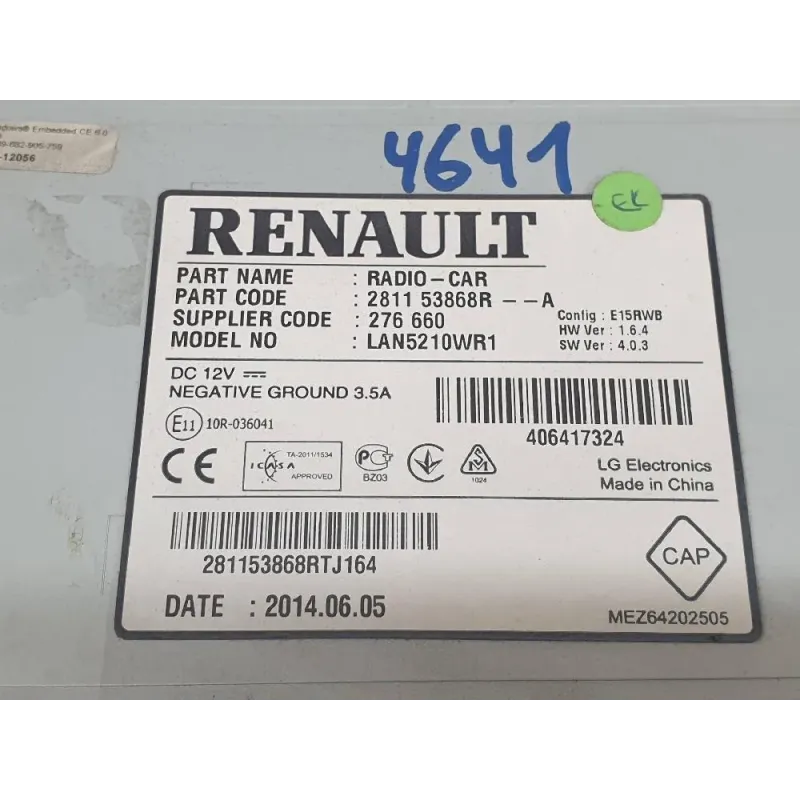 Embedded CE 6.0
-12056
4641
EK
RENAULT
PART NAME : RADIO-CAR
PART CODE : 2811 53868R --A
SUPPLIER CODE : 276 660
MODEL NO : LAN5210WR1
Config : E15RWB
HW Ver : 1.6.4
SW Ver : 4.0.3
DC 12V
NEGATIVE GROUND 3.5A
E11 10R-036041
406417324
CE
ICASA
TA-2011/1534
APPROVED
PC
BZ03
1024
LG Electronics
Made in China
281153868RTJ164
CAP
DATE : 2014.06.05
MEZ64202505